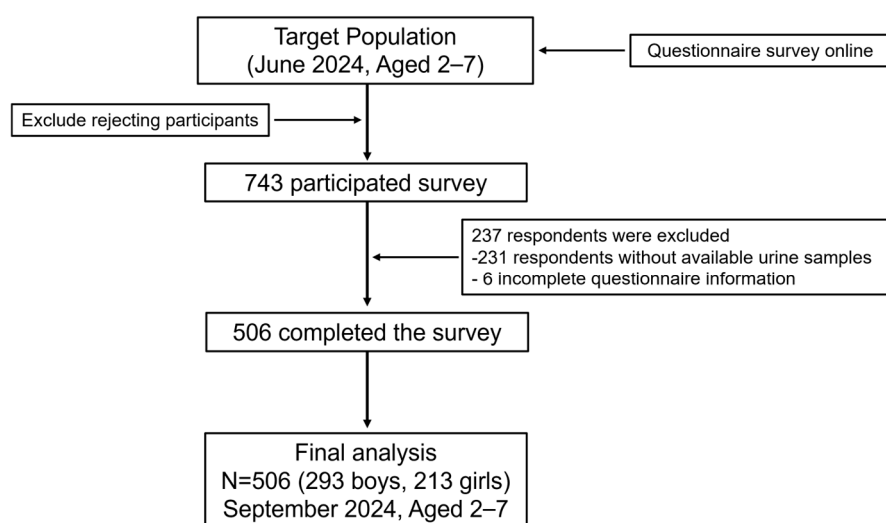 Target Population
(June 2024, Aged 2–7)
Questionnaire survey online
Exclude rejecting participants
743 participated survey
237 respondents were excluded
-231 respondents without available urine samples
- 6 incomplete questionnaire information
506 completed the survey
Final analysis
N=506 (293 boys, 213 girls)
September 2024, Aged 2–7